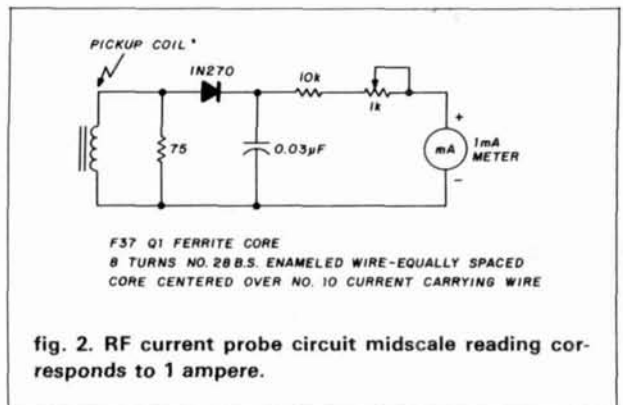 PICKUP COIL *
1N270
10k
1k
75
0.03µF
+
mA
-
1mA
METER
F37 Q1 FERRITE CORE
8 TURNS NO. 28 B.S. ENAMELED WIRE-EQUALLY SPACED
CORE CENTERED OVER NO. 10 CURRENT CARRYING WIRE
fig. 2. RF current probe circuit midscale reading cor-
responds to 1 ampere.